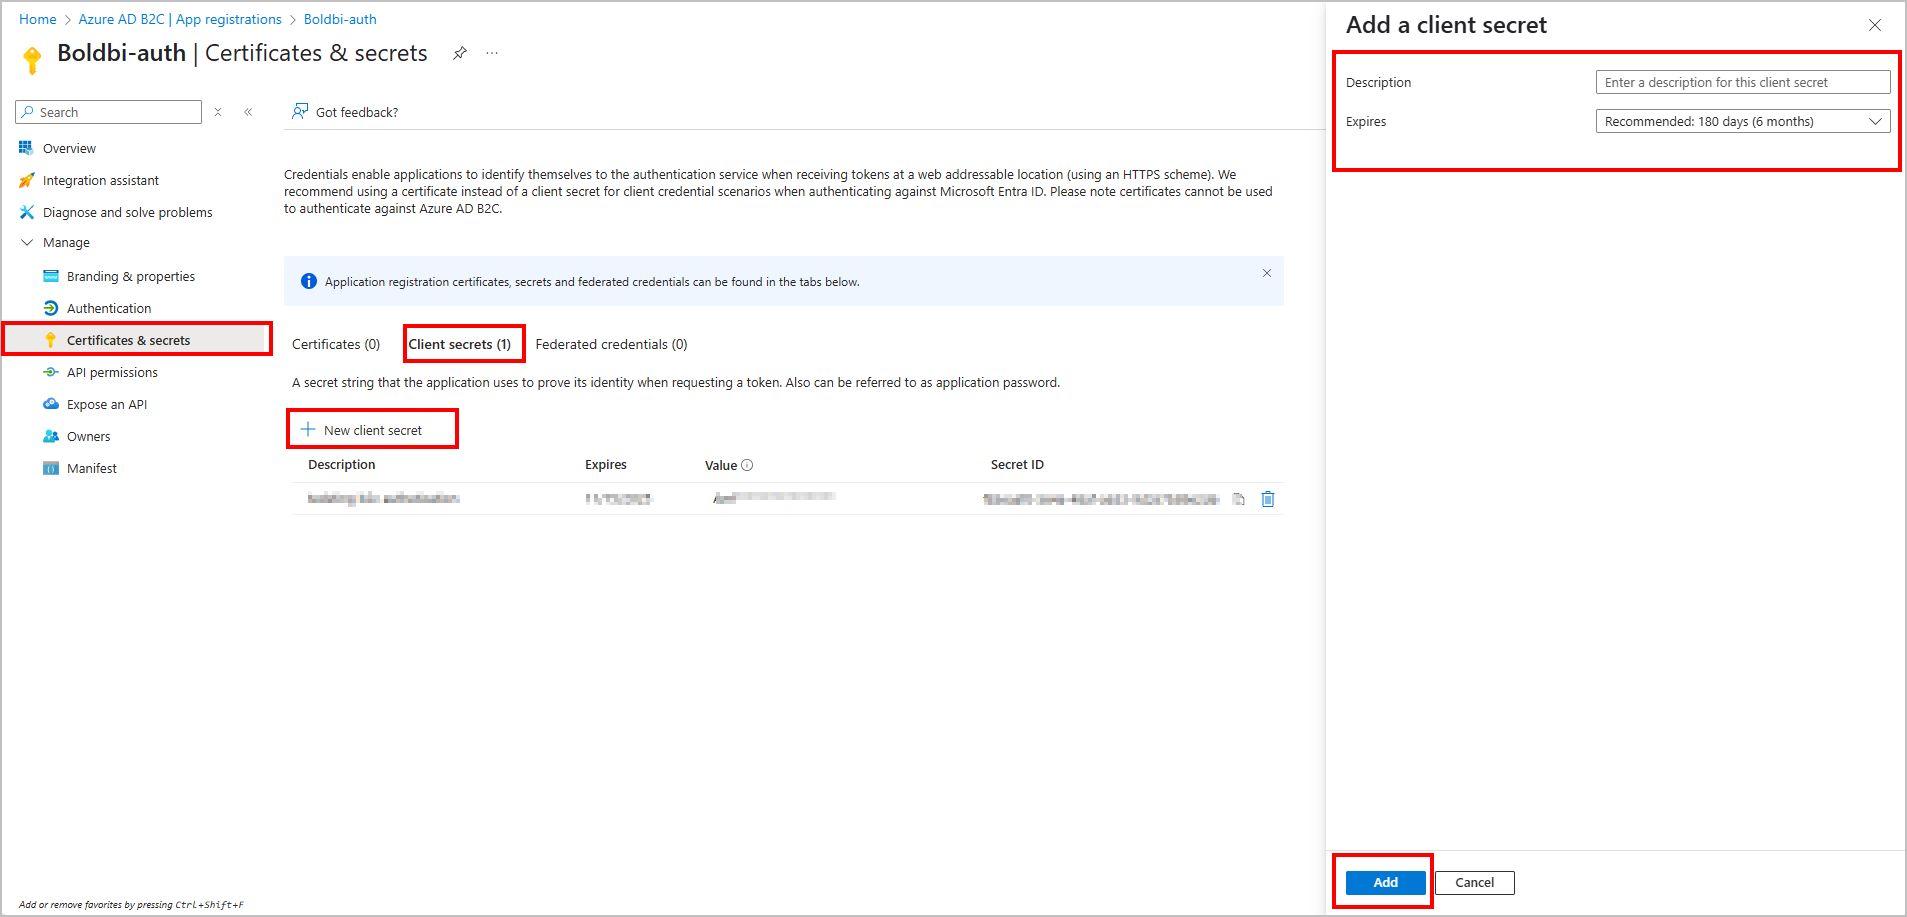 Home > Azure AD B2C | App registrations > Boldbi-auth
Boldbi-auth | Certificates & secrets
Search
Overview
Integration assistant
Diagnose and solve problems
Manage
Branding & properties
Authentication
Certificates & secrets
API permissions
Expose an API
Owners
Manifest
Add or remove favorites by pressing Ctrl+Shift+F
Got feedback?
Credentials enable applications to identify themselves to the authentication service when receiving tokens at a web addressable location (using an HTTPS scheme). We
recommend using a certificate instead of a client secret for client credential scenarios when authenticating against Microsoft Entra ID. Please note certificates cannot be used
to authenticate against Azure AD B2C.
Application registration certificates, secrets and federated credentials can be found in the tabs below.
Certificates (0) Client secrets (1) Federated credentials (0)
A secret string that the application uses to prove its identity when requesting a token. Also can be referred to as application password.
New client secret
Description Expires Value Secret ID
Add a client secret
Description Enter a description for this client secret
Expires Recommended: 180 days (6 months)
Add Cancel